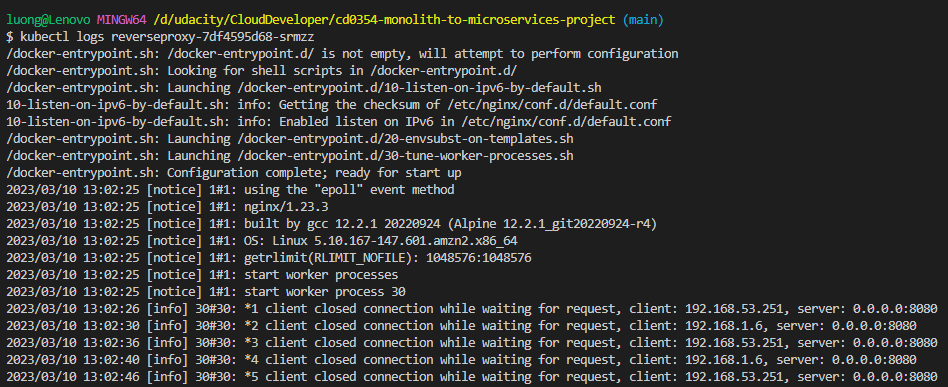 luong@Lenovo MINGW64 /d/udacity/CloudDeveloper/cd0354-monolith-to-microservices-project (main)
$ kubectl logs reverseproxy-7df4595d68-srmzz
/docker-entrypoint.sh: /docker-entrypoint.d/ is not empty, will attempt to perform configuration
/docker-entrypoint.sh: Looking for shell scripts in /docker-entrypoint.d/
/docker-entrypoint.sh: Launching /docker-entrypoint.d/10-listen-on-ipv6-by-default.sh
10-listen-on-ipv6-by-default.sh: info: Getting the checksum of /etc/nginx/conf.d/default.conf
10-listen-on-ipv6-by-default.sh: info: Enabled listen on IPv6 in /etc/nginx/conf.d/default.conf
/docker-entrypoint.sh: Launching /docker-entrypoint.d/20-envsubst-on-templates.sh
/docker-entrypoint.sh: Launching /docker-entrypoint.d/30-tune-worker-processes.sh
/docker-entrypoint.sh: Configuration complete; ready for start up
2023/03/10 13:02:25 [notice] 1#1: using the "epoll" event method
2023/03/10 13:02:25 [notice] 1#1: nginx/1.23.3
2023/03/10 13:02:25 [notice] 1#1: built by gcc 12.2.1 20220924 (Alpine 12.2.1_git20220924-r4)
2023/03/10 13:02:25 [notice] 1#1: OS: Linux 5.10.167-147.601.amzn2.x86_64
2023/03/10 13:02:25 [notice] 1#1: getrlimit(RLIMIT_NOFILE): 1048576:1048576
2023/03/10 13:02:25 [notice] 1#1: start worker processes
2023/03/10 13:02:25 [notice] 1#1: start worker process 30
2023/03/10 13:02:26 [info] 30#30: *1 client closed connection while waiting for request, client: 192.168.53.251, server: 0.0.0.0:8080
2023/03/10 13:02:30 [info] 30#30: *2 client closed connection while waiting for request, client: 192.168.1.6, server: 0.0.0.0:8080
2023/03/10 13:02:36 [info] 30#30: *3 client closed connection while waiting for request, client: 192.168.53.251, server: 0.0.0.0:8080
2023/03/10 13:02:40 [info] 30#30: *4 client closed connection while waiting for request, client: 192.168.1.6, server: 0.0.0.0:8080
2023/03/10 13:02:46 [info] 30#30: *5 client closed connection while waiting for request, client: 192.168.53.251, server: 0.0.0.0:8080